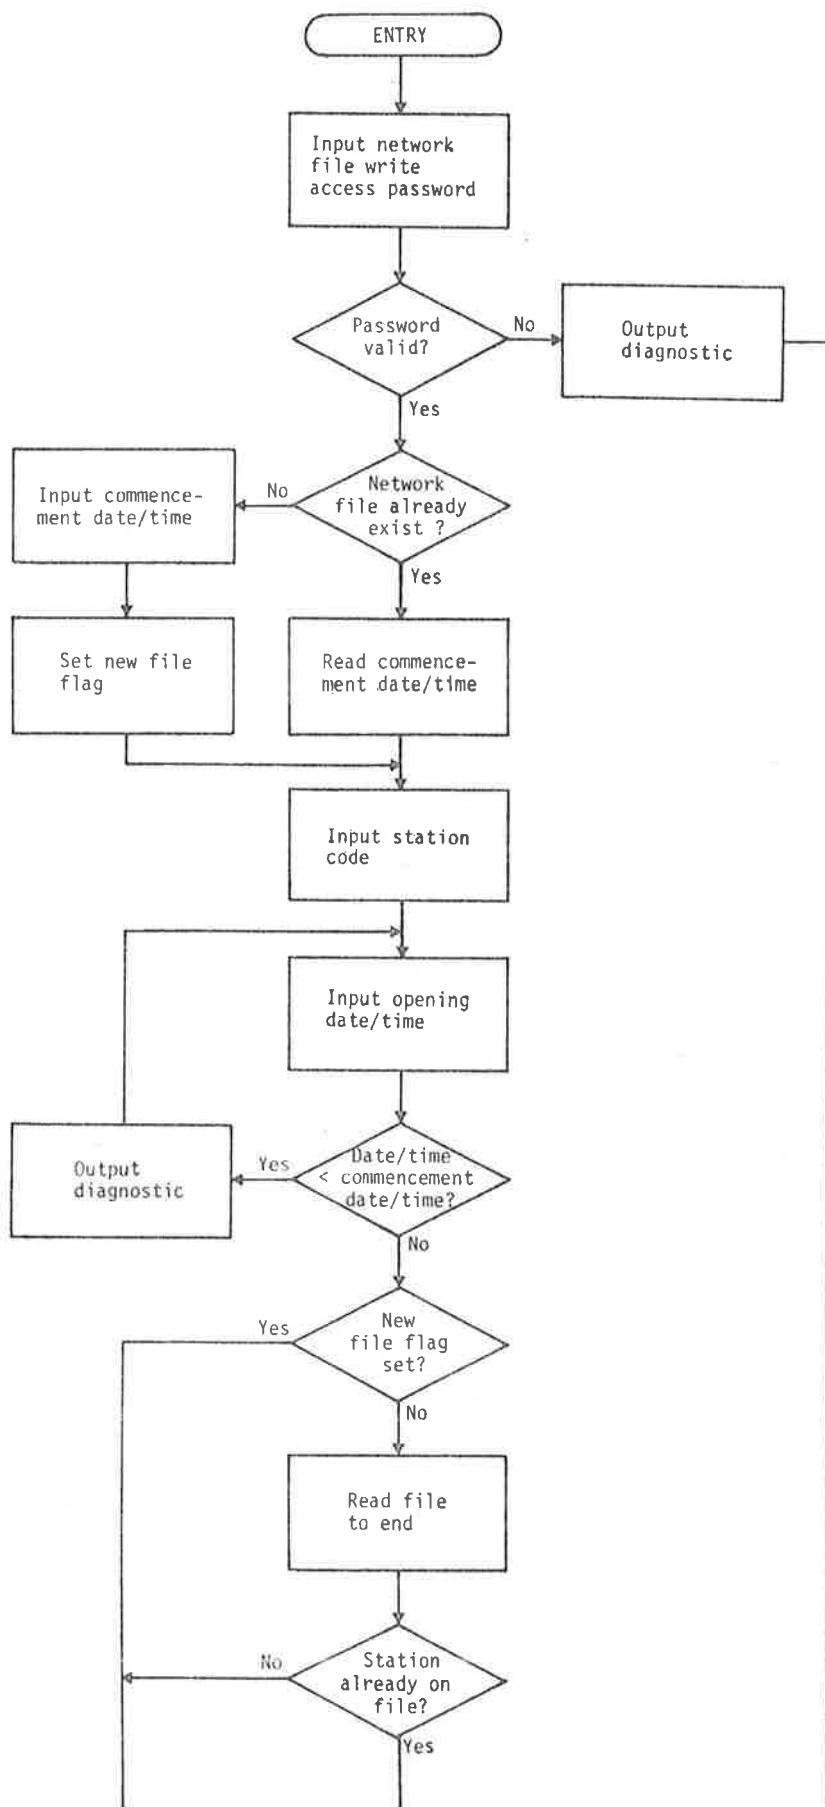 ENTRY
Input network
file write
access password
Password
valid?
No
Output
diagnostic
Yes
Input commence-
ment date/time
No
Network
file already
exist ?
Yes
Set new file
flag
Read commence-
ment date/time
Input station
code
Input opening
date/time
Output
diagnostic
Yes
Date/time
< commencement
date/time?
No
Yes
New
file flag
set?
No
Read file
to end
No
Station
already on
file?
Yes